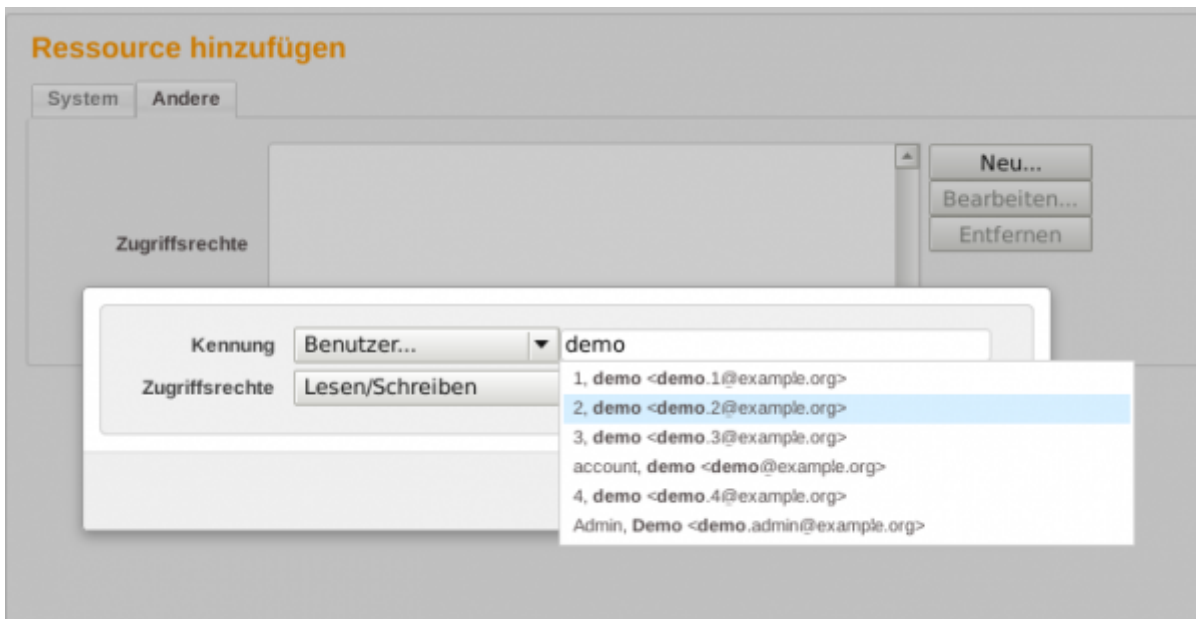 Ressource hinzufügen
System Andere
Neu...
Bearbeiten...
Zugriffsrechte Entfernen
Kennung Benutzer... demo
Zugriffsrechte Lesen/Schreiben
1, demo <demo.1@example.org>
2, demo <demo.2@example.org>
3, demo <demo.3@example.org>
account, demo <demo@example.org>
4, demo <demo.4@example.org>
Admin, Demo <demo.admin@example.org>